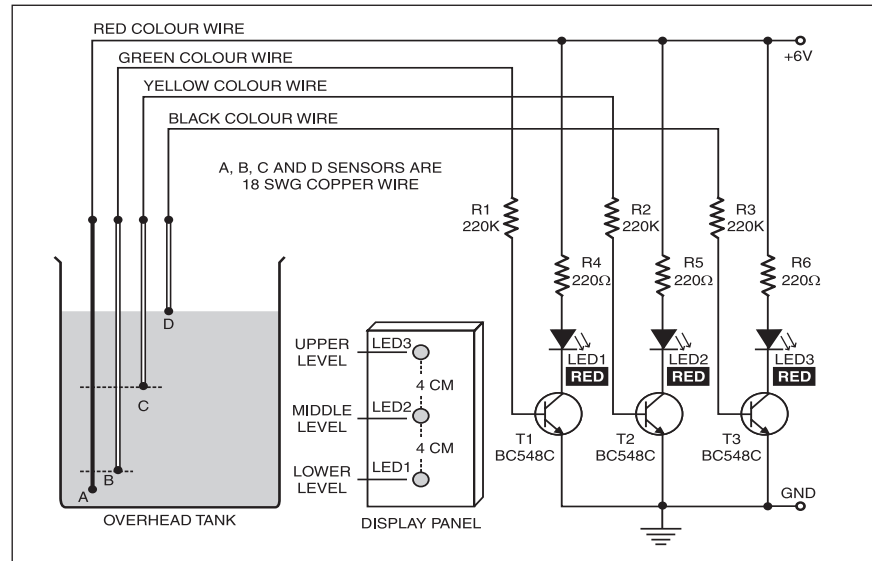 RED COLOUR WIRE
+6V
GREEN COLOUR WIRE
YELLOW COLOUR WIRE
BLACK COLOUR WIRE
A, B, C AND D SENSORS ARE
18 SWG COPPER WIRE
R1
220K
R2
220K
R3
220K
R4
220Ω
R5
220Ω
R6
220Ω
D
C
B
A
OVERHEAD TANK
UPPER
LEVEL
LED3
4 CM
MIDDLE
LEVEL
LED2
4 CM
LOWER
LEVEL
LED1
DISPLAY PANEL
LED1
RED
LED2
RED
LED3
RED
T1
BC548C
T2
BC548C
T3
BC548C
GND